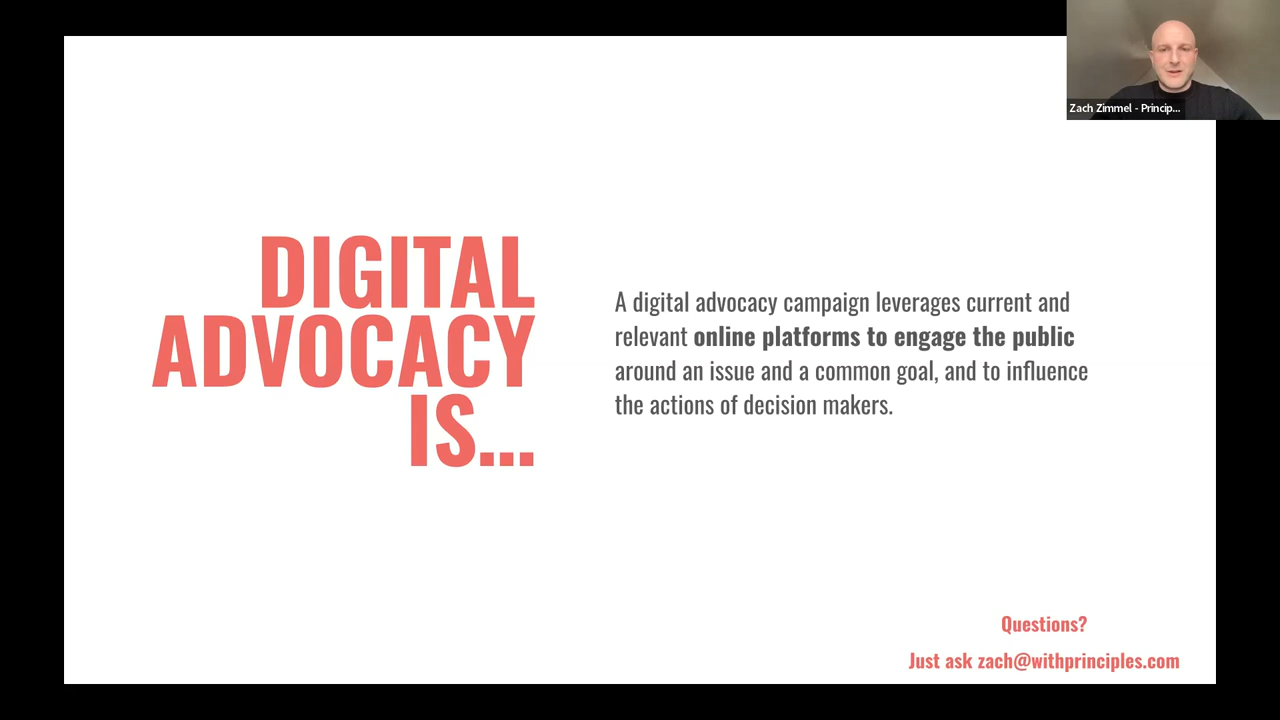 Zach Zimmel - Princip...
DIGITAL
ADVOCACY
IS...
A digital advocacy campaign leverages current and
relevant online platforms to engage the public
around an issue and a common goal, and to influence
the actions of decision makers.
Questions?
Just ask zach@withprinciples.com